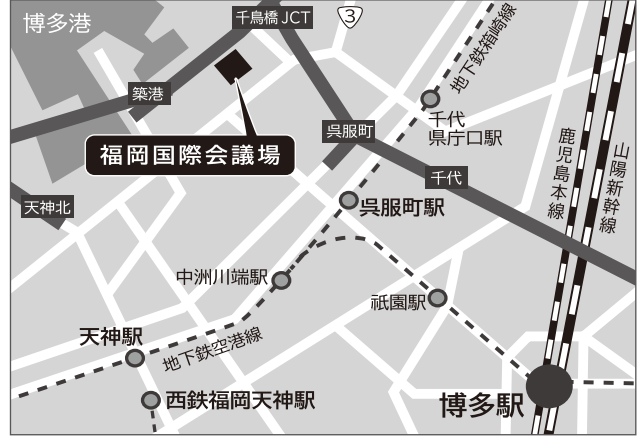 博多港
千鳥橋 JCT
3
築港
福岡国際会議場
呉服町
千代
県庁口駅
千代
天神北
地下鉄箱崎線
鹿児島本線
山陽新幹線
呉服町駅
中洲川端駅
祇園駅
天神駅
地下鉄空港線
西鉄福岡天神駅
博多駅